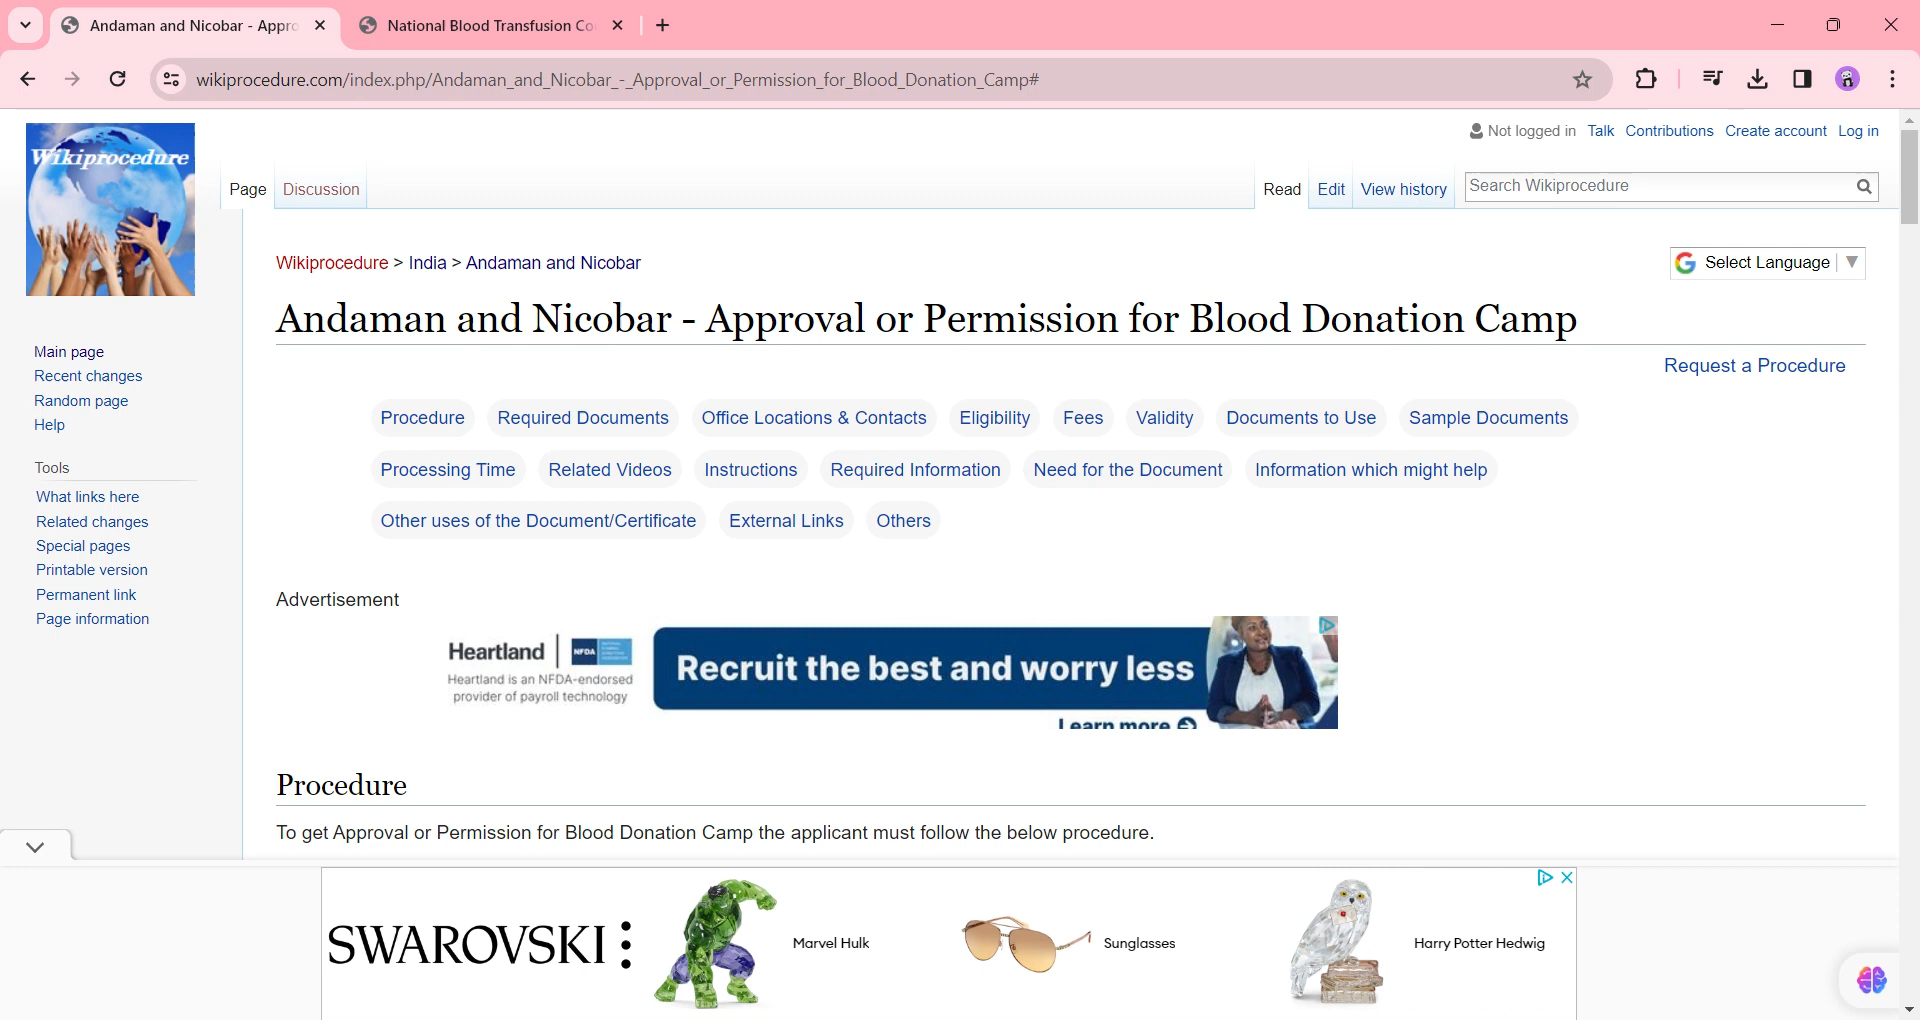 Andaman and Nicobar - Appro
National Blood Transfusion Co
wikiprocedure.com/index.php/Andaman_and_Nicobar_-_Approval_or_Permission_for_Blood_Donation_Camp#
Wikiprocedure
Not logged in Talk Contributions Create account Log in
Page Discussion Read Edit View history Search Wikiprocedure
Wikiprocedure > India > Andaman and Nicobar
Select Language
Andaman and Nicobar - Approval or Permission for Blood Donation Camp
Request a Procedure
Main page
Recent changes
Random page
Help
Tools
What links here
Related changes
Special pages
Printable version
Permanent link
Page information
Procedure Required Documents Office Locations & Contacts Eligibility Fees Validity Documents to Use Sample Documents
Processing Time Related Videos Instructions Required Information Need for the Document Information which might help
Other uses of the Document/Certificate External Links Others
Advertisement
Heartland NFDA
Heartland is an NFDA-endorsed
provider of payroll technology
Recruit the best and worry less
Learn more
Procedure
To get Approval or Permission for Blood Donation Camp the applicant must follow the below procedure.
SWAROVSKI
Marvel Hulk
Sunglasses
Harry Potter Hedwig